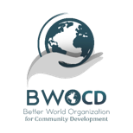 BWOCD
Better World Organization
for Community Development